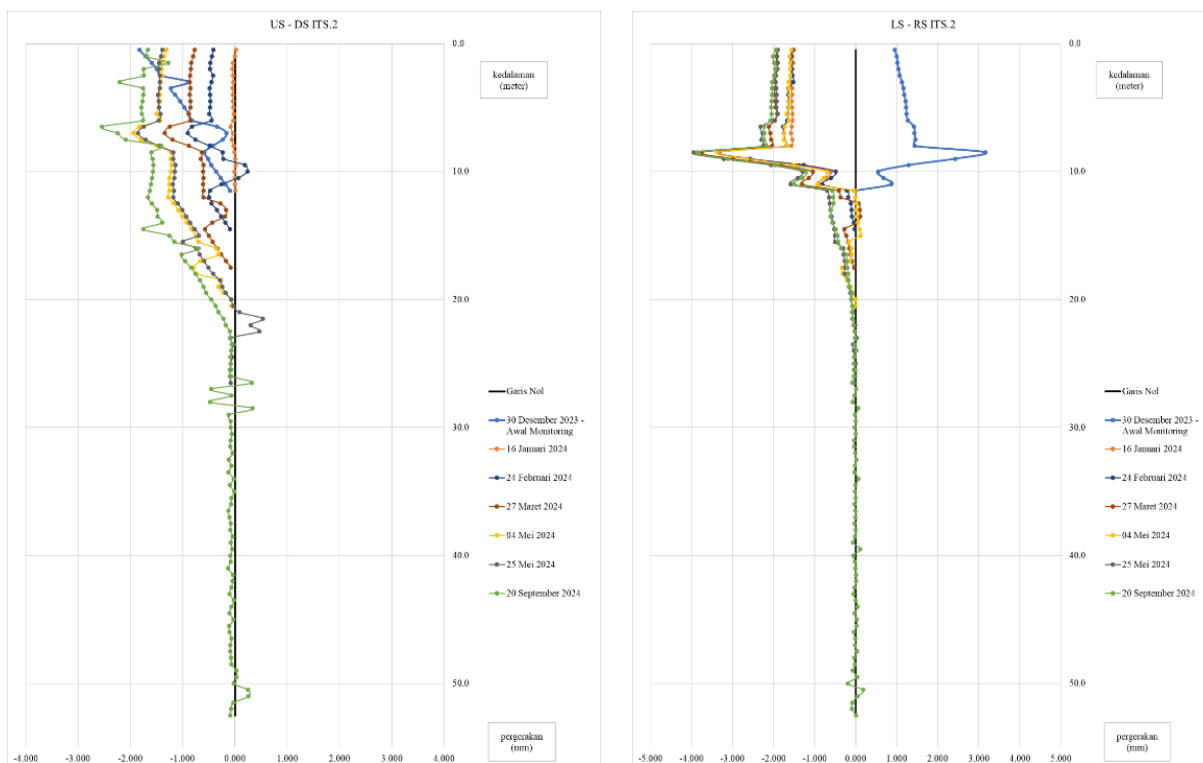 US - DS ITS.2
0.0
kedalaman
(meter)
10.0
20.0
30.0
40.0
50.0
Garis Nol
30 Desember 2023 -
Awal Monitoring
16 Januari 2024
24 Februari 2024
27 Maret 2024
04 Mei 2024
25 Mei 2024
20 September 2024
pergerakan
(mm)
-4.000 -3.000 -2.000 -1.000 0.000 1.000 2.000 3.000 4.000
LS - RS ITS.2
0.0
kedalaman
(meter)
10.0
20.0
30.0
40.0
50.0
Garis Nol
30 Desember 2023 -
Awal Monitoring
16 Januari 2024
24 Februari 2024
27 Maret 2024
04 Mei 2024
25 Mei 2024
20 September 2024
pergerakan
(mm)
-5.000 -4.000 -3.000 -2.000 -1.000 0.000 1.000 2.000 3.000 4.000 5.000